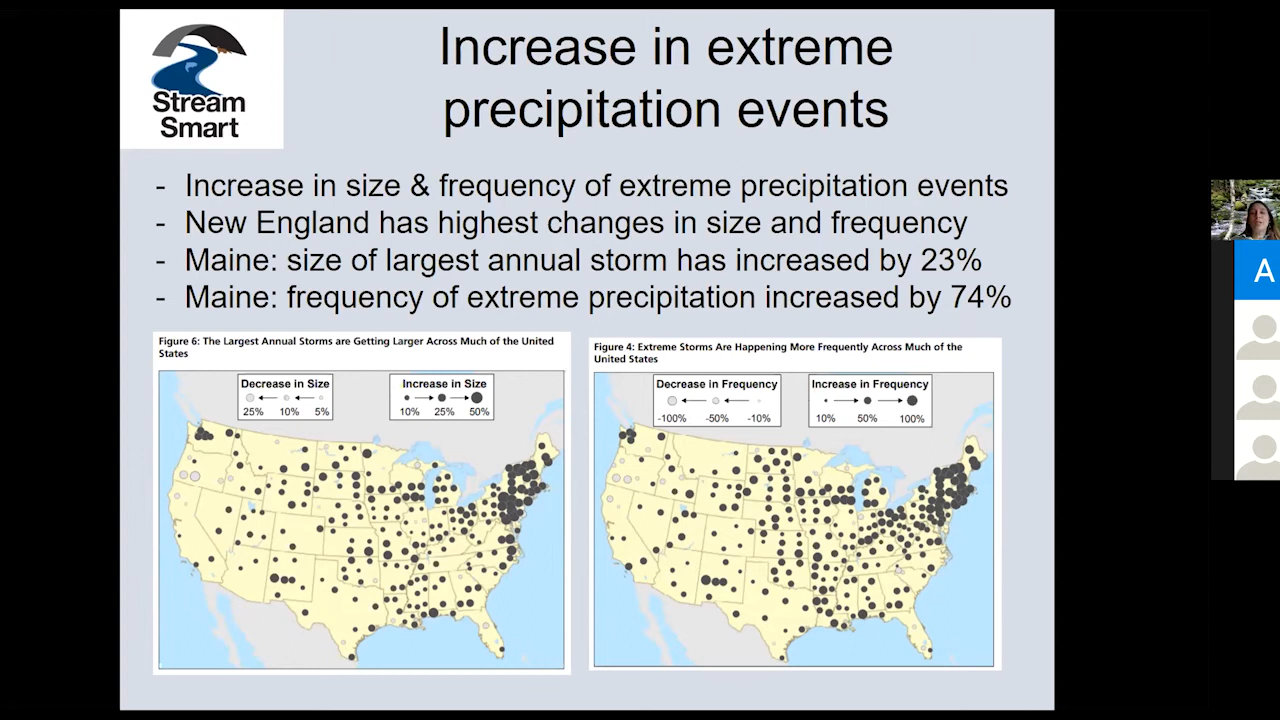 Stream
Smart
Increase in extreme
precipitation events
- Increase in size & frequency of extreme precipitation events
- New England has highest changes in size and frequency
- Maine: size of largest annual storm has increased by 23%
- Maine: frequency of extreme precipitation increased by 74%
Figure 6: The Largest Annual Storms are Getting Larger Across Much of the United
States
Decrease in Size
25% 10% 5%
Increase in Size
10% 25% 50%
Figure 4: Extreme Storms Are Happening More Frequently Across Much of the
United States
Decrease in Frequency
-100% -50% -10%
Increase in Frequency
10% 50% 100%
A